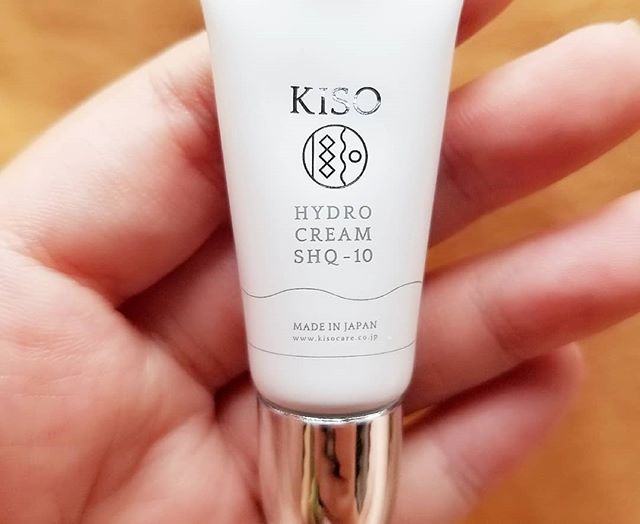 KISO
HYDRO
CREAM
SHQ-10
MADE IN JAPAN
www.kisocare.co.jp